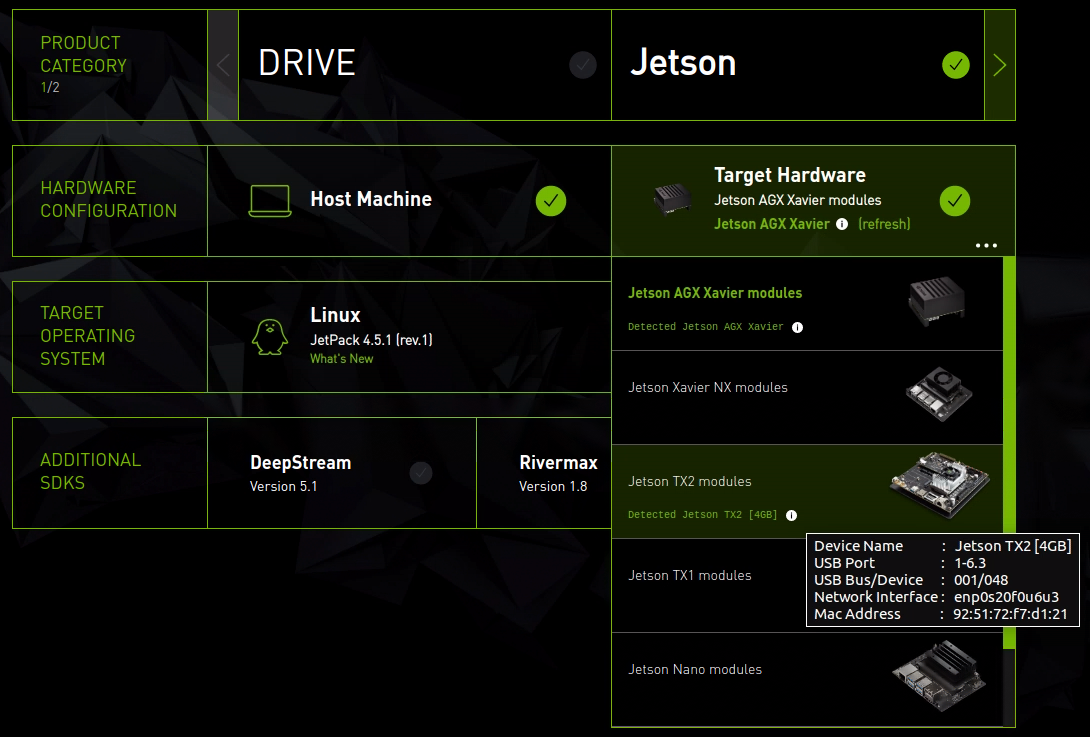 PRODUCT
CATEGORY
1/2
DRIVE
Jetson
HARDWARE
CONFIGURATION
Host Machine
Target Hardware
Jetson AGX Xavier modules
Jetson AGX Xavier i (refresh)
...
TARGET
OPERATING
SYSTEM
Linux
JetPack 4.5.1 (rev.1)
What's New
ADDITIONAL
SDKS
DeepStream
Version 5.1
Rivermax
Version 1.8
Jetson AGX Xavier modules
Detected Jetson AGX Xavier i
Jetson Xavier NX modules
Jetson TX2 modules
Detected Jetson TX2 [4GB] i
Device Name : Jetson TX2 [4GB]
USB Port : 1-6.3
USB Bus/Device : 001/048
Network Interface : enp0s20f0u6u3
Mac Address : 92:51:72:f7:d1:21
Jetson TX1 modules
Jetson Nano modules